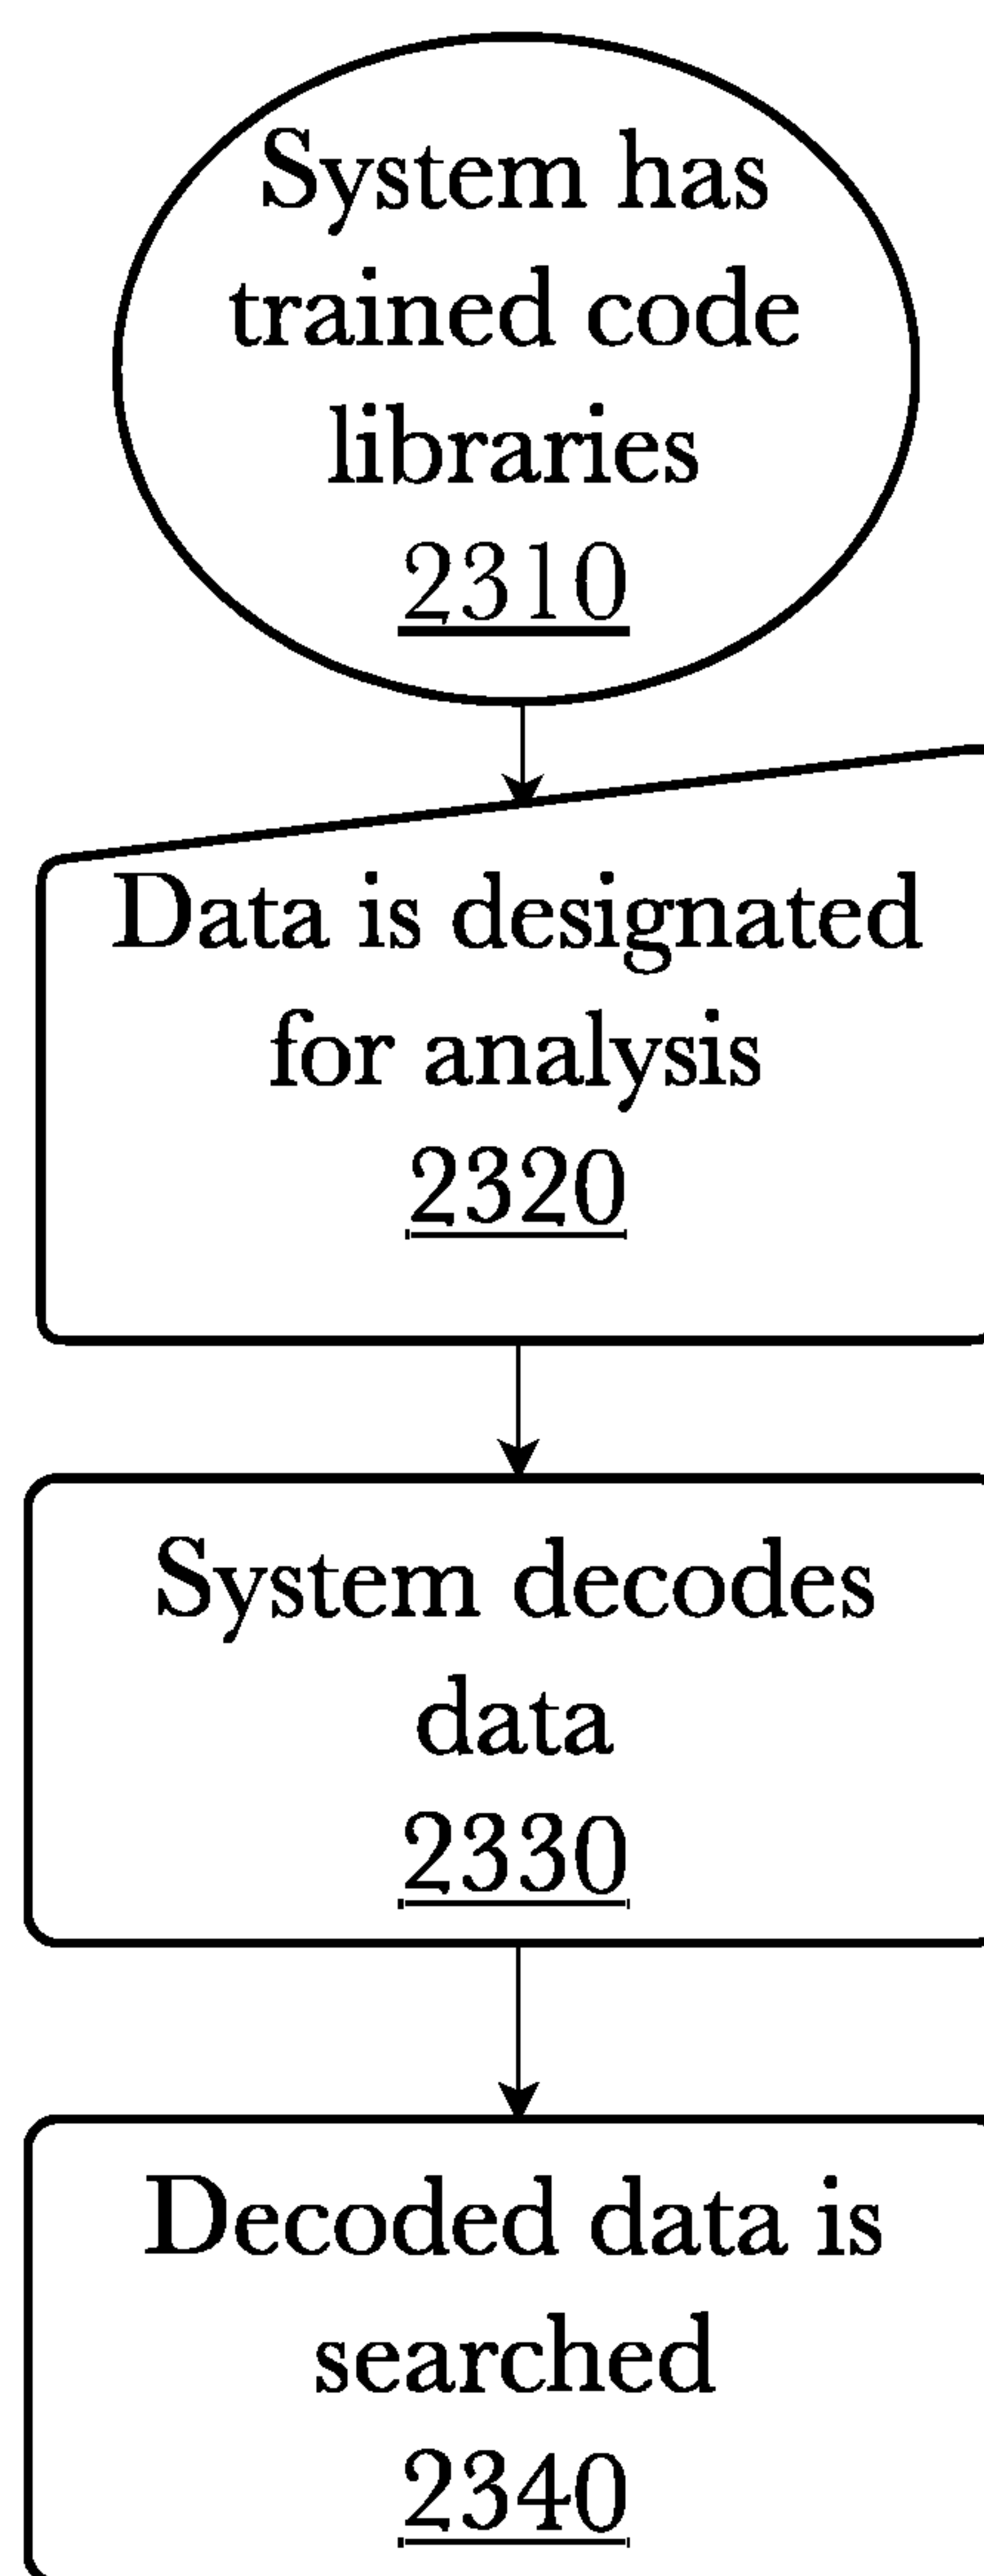 System has
trained code
libraries
2310
Data is designated
for analysis
2320
System decodes
data
2330
Decoded data is
searched
2340